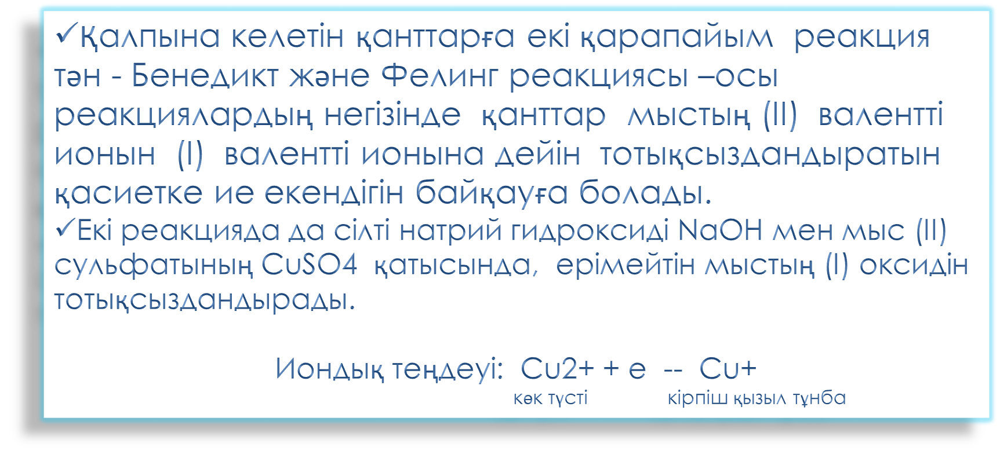 ✓Қалпына келетін қанттарға екі қарапайым реакция
тән - Бенедикт және Фелинг реакциясы –осы
реакциялардың негізінде қанттар мыстың (II) валентті
ионын (I) валентті ионына дейін тотықсыздандыратын
қасиетке ие екендігін байқауға болады.
✓Екі реакцияда да сілті натрий гидроксиді NaOH мен мыс (II)
сульфатының CuSO4 қатысында, ерімейтін мыстың (I) оксидін
тотықсыздандырады.
Иондық теңдеуі: Cu2+ + e -- Cu+
көк түсті кірпіш қызыл тұнба